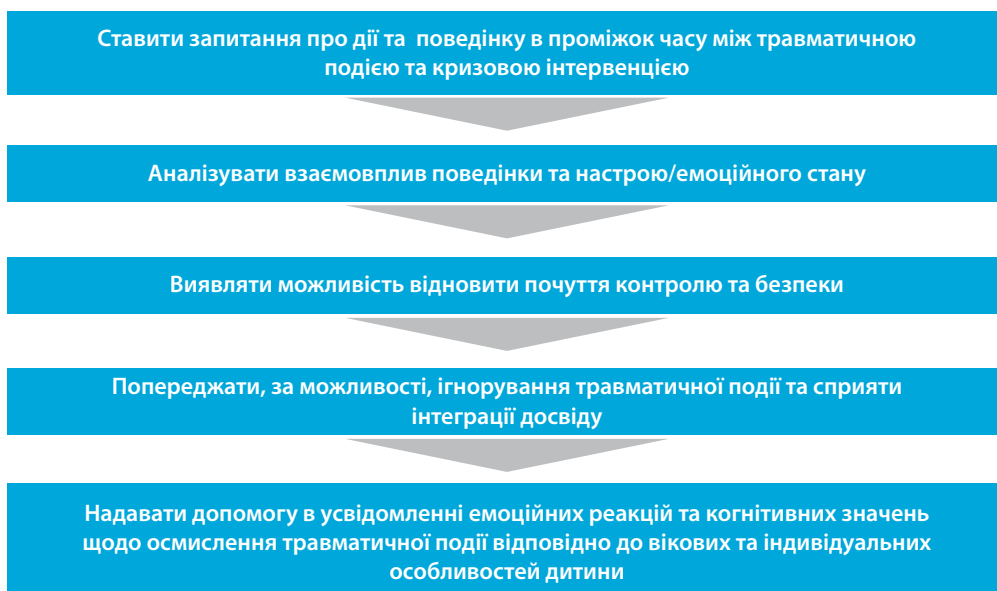 Ставити запитання про дії та  поведінку в проміжок часу між травматичною
подією та кризовою інтервенцією
Аналізувати взаємовплив поведінки та настрою/емоційного стану
Виявляти можливість відновити почуття контролю та безпеки
Попереджати, за можливості, ігнорування травматичної події та сприяти
інтеграції досвіду
Надавати допомогу в усвідомленні емоційних реакцій та когнітивних значень
щодо осмислення травматичної події відповідно до вікових та індивідуальних
особливостей дитини